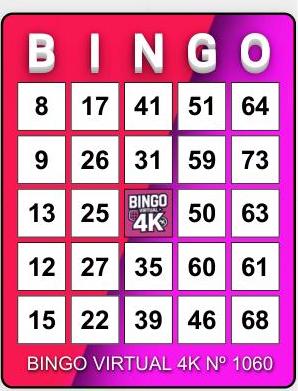 B I N G O
8 17 41 51 64
9 26 31 59 73
13 25 BINGO VIRTUAL 4K 50 63
12 27 35 60 61
15 22 39 46 68
BINGO VIRTUAL 4K Nº 1060